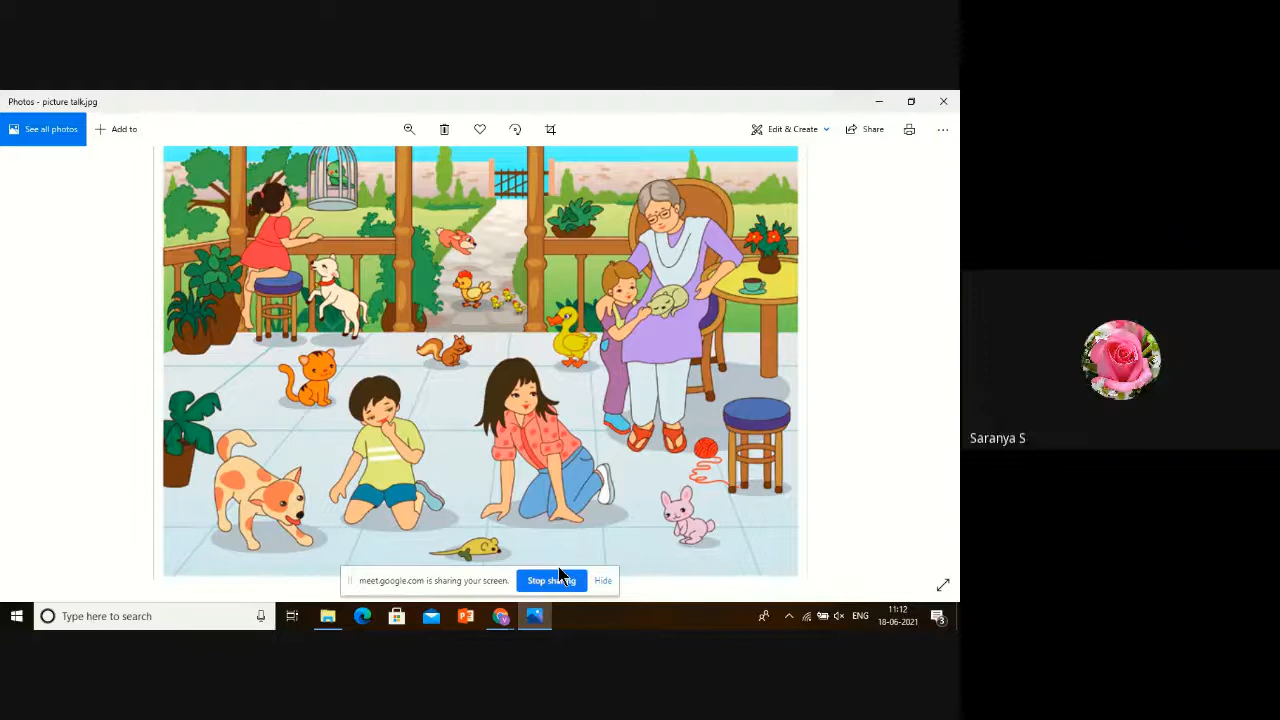 Photos - picture talk.jpg
See all photos
Add to
Edit & Create
Share
Saranya S
meet.google.com is sharing your screen.
Stop sharing
Hide
Type here to search
ENG
11:12
18-06-2021
3